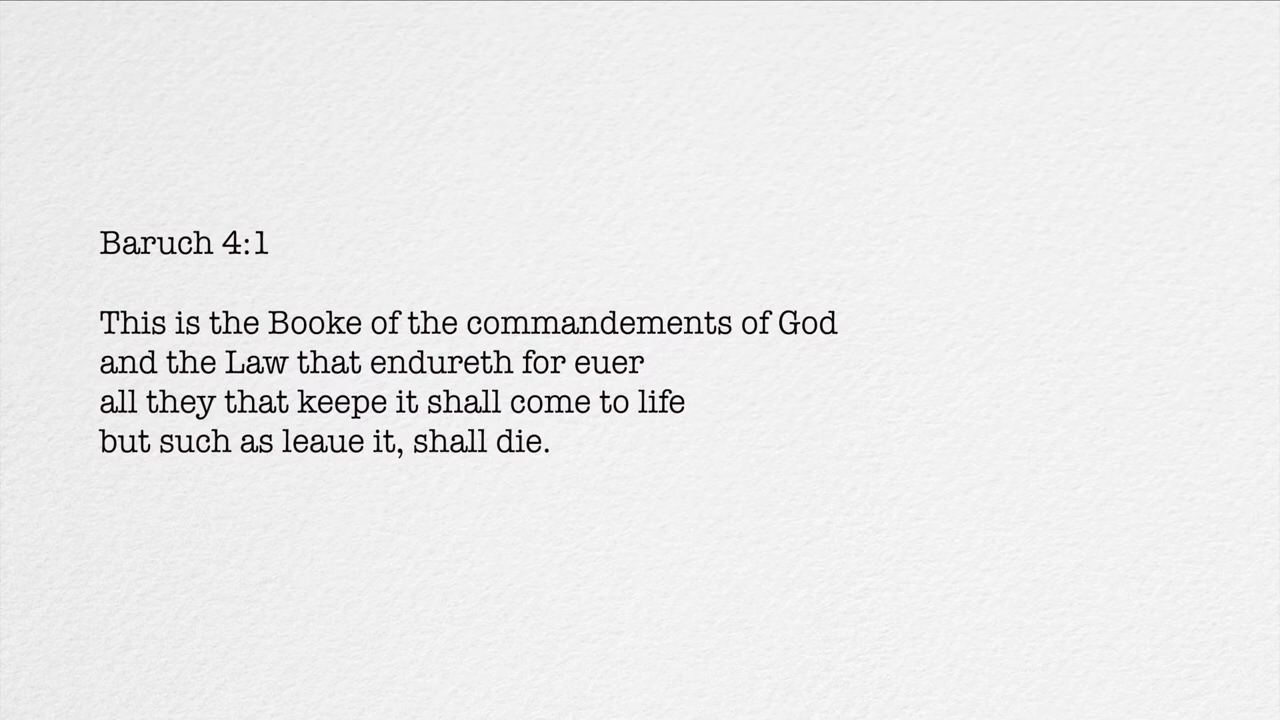 Baruch 4:1
This is the Booke of the commandements of God
and the Law that endureth for euer
all they that keepe it shall come to life
but such as leaue it, shall die.